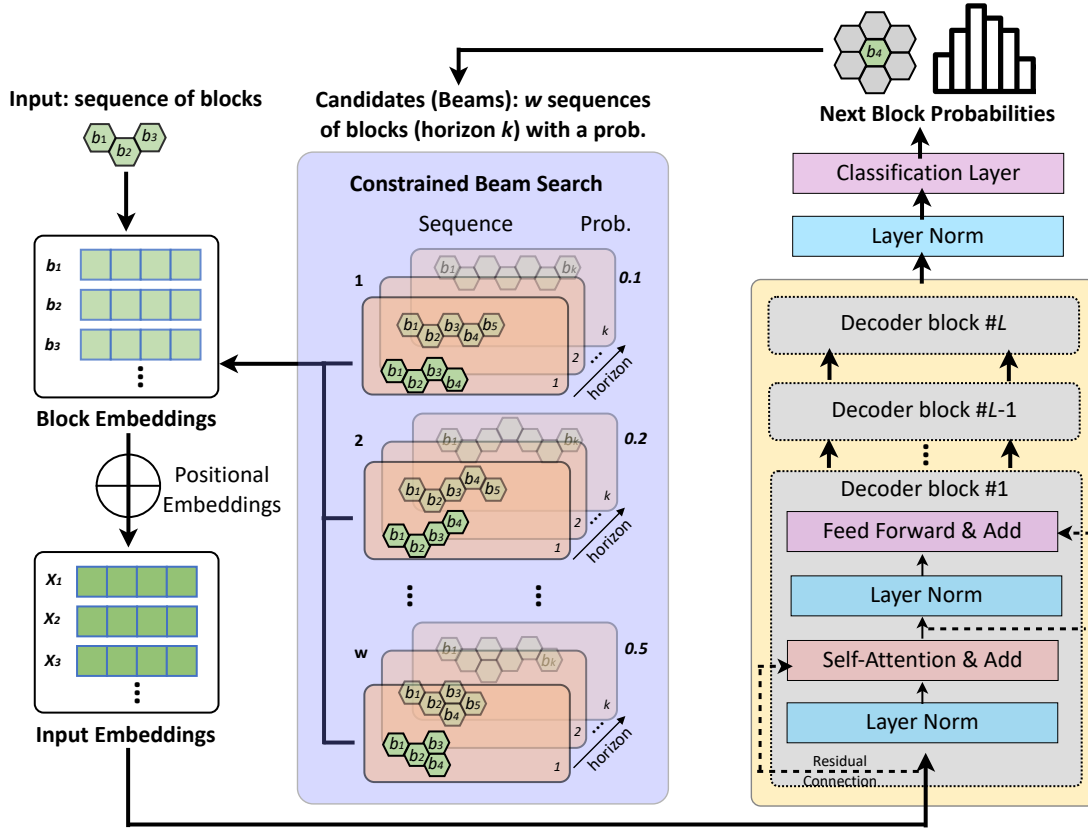 Input: sequence of blocks
b1
b2
b3
b1
b2
b3
Block Embeddings
Positional
Embeddings
X1
X2
X3
Input Embeddings
Candidates (Beams): w sequences
of blocks (horizon k) with a prob.
Constrained Beam Search
Sequence
Prob.
1
b1
bk
0.1
b1
b2
b3
b4
b5
k
b1
b2
b3
b4
2
1
horizon
2
b1
bk
0.2
b1
b2
b3
b4
b5
k
b1
b2
b3
b4
2
1
horizon
w
b1
bk
0.5
b1
b2
b3
b4
b5
k
b1
b2
b3
b4
2
1
horizon
b4
Next Block Probabilities
Classification Layer
Layer Norm
Decoder block #L
Decoder block #L-1
Decoder block #1
Feed Forward & Add
Layer Norm
Self-Attention & Add
Layer Norm
Residual
Connection